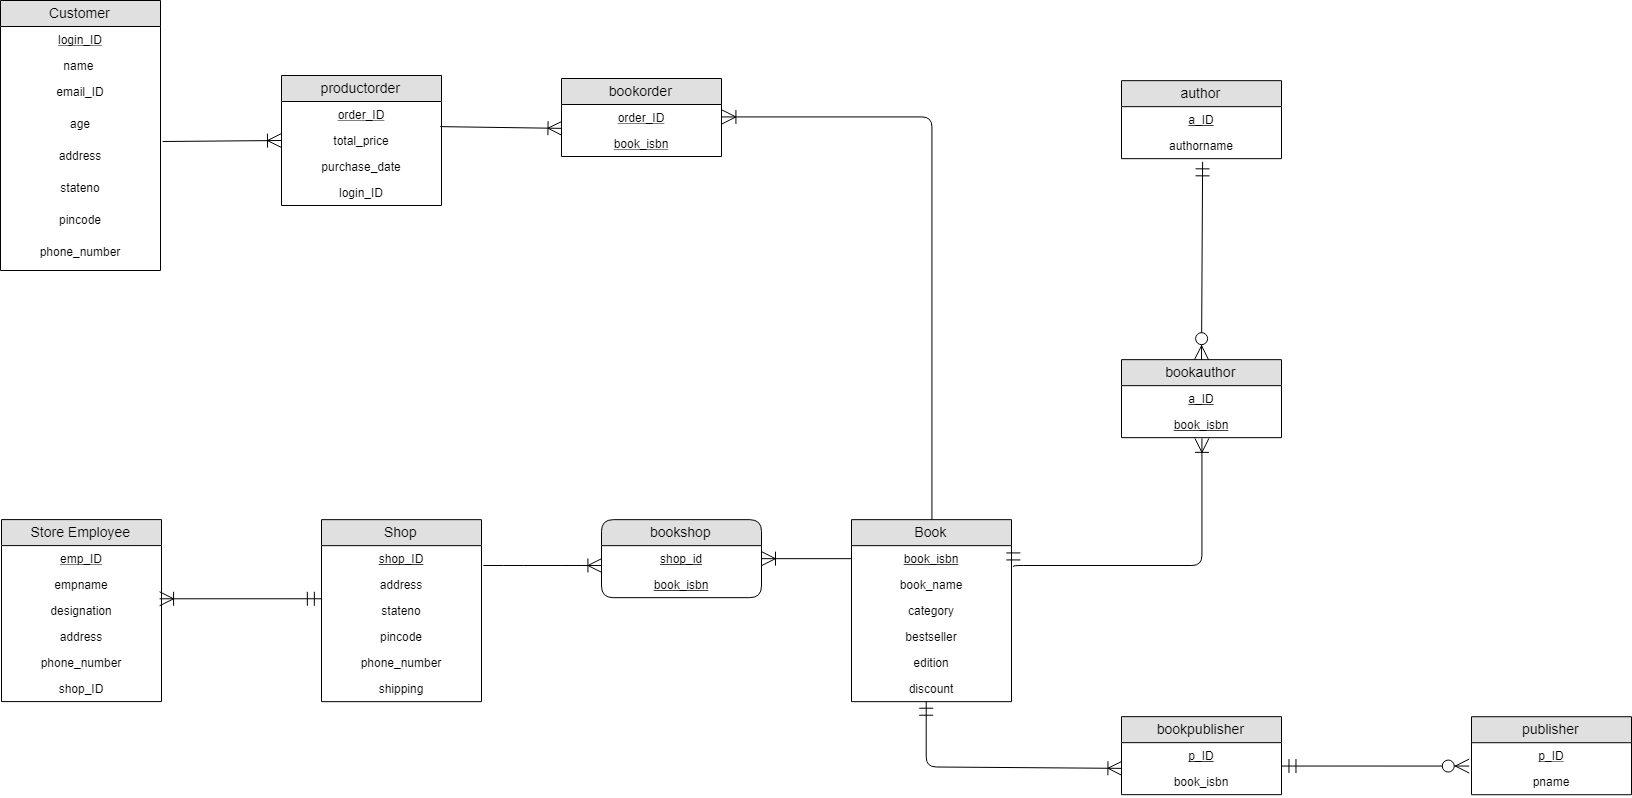 Customer
login_ID
name
email_ID
age
address
stateno
pincode
phone_number
productorder
order_ID
total_price
purchase_date
login_ID
bookorder
order_ID
book_isbn
author
a_ID
authorname
bookauthor
a_ID
book_isbn
Store Employee
emp_ID
empname
designation
address
phone_number
shop_ID
Shop
shop_ID
address
stateno
pincode
phone_number
shipping
bookshop
shop_id
book_isbn
Book
book_isbn
book_name
category
bestseller
edition
discount
bookpublisher
p_ID
book_isbn
publisher
p_ID
pname